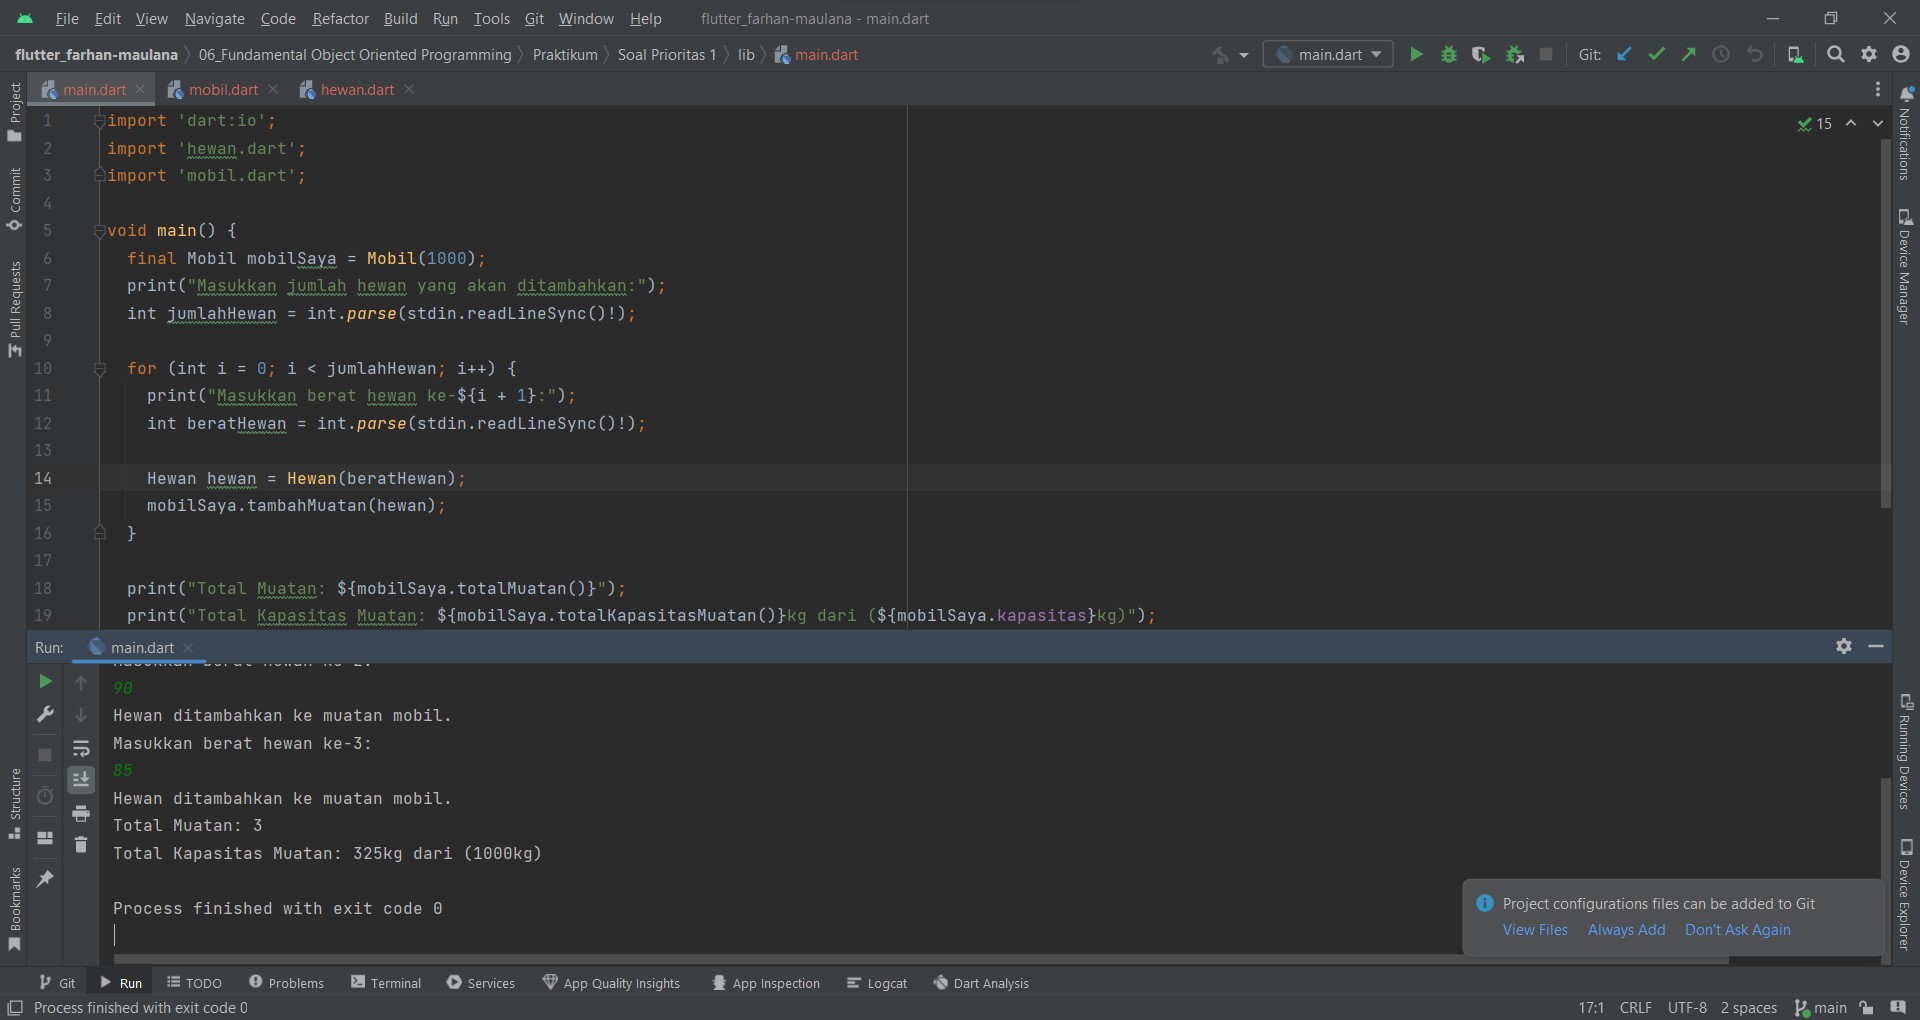 File Edit View Navigate Code Refactor Build Run Tools Git Window Help flutter_farhan-maulana - main.dart
flutter_farhan-maulana 06_Fundamental Object Oriented Programming Praktikum Soal Prioritas 1 lib main.dart main.dart Git:
main.dart mobil.dart hewan.dart
Project
Commit
Pull Requests
Structure
Bookmarks
15
1 import 'dart:io';
2 import 'hewan.dart';
3 import 'mobil.dart';
4
5 void main() {
6 final Mobil mobilSaya = Mobil(1000);
7 print("Masukkan jumlah hewan yang akan ditambahkan:");
8 int jumlahHewan = int.parse(stdin.readLineSync()!);
9
10 for (int i = 0; i < jumlahHewan; i++) {
11 print("Masukkan berat hewan ke-${i + 1}:");
12 int beratHewan = int.parse(stdin.readLineSync()!);
13
14 Hewan hewan = Hewan(beratHewan);
15 mobilSaya.tambahMuatan(hewan);
16 }
17
18 print("Total Muatan: ${mobilSaya.totalMuatan()}");
19 print("Total Kapasitas Muatan: ${mobilSaya.totalKapasitasMuatan()}kg dari (${mobilSaya.kapasitas}kg)");
Notifications
Device Manager
Running Devices
Device Explorer
Run: main.dart
90
Hewan ditambahkan ke muatan mobil.
Masukkan berat hewan ke-3:
85
Hewan ditambahkan ke muatan mobil.
Total Muatan: 3
Total Kapasitas Muatan: 325kg dari (1000kg)
Process finished with exit code 0
Project configurations files can be added to Git
View Files Always Add Don't Ask Again
Git Run TODO Problems Terminal Services App Quality Insights App Inspection Logcat Dart Analysis
Process finished with exit code 0 17:1 CRLF UTF-8 2 spaces main